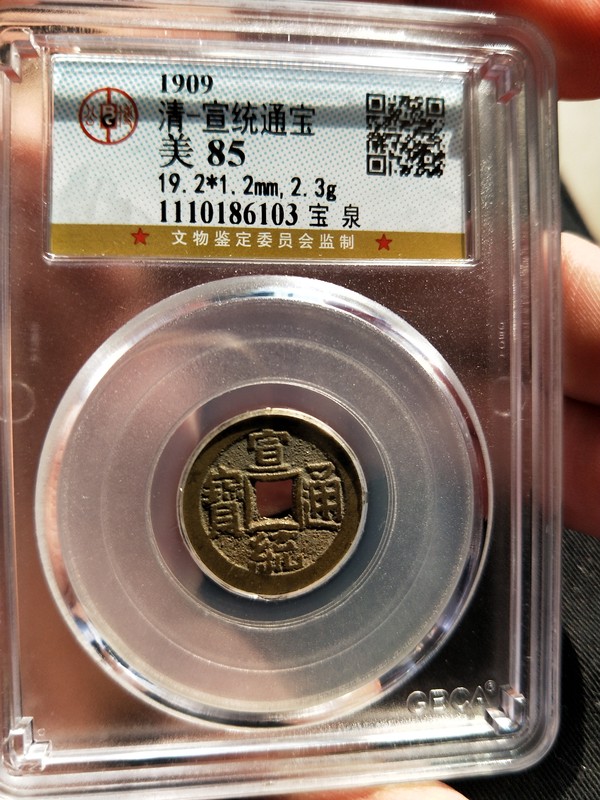 1909
清-宣统通宝
美 85
19.2*1.2mm,2.3g
1110186103 宝 泉
★ 文物鉴定委员会监制 ★
宣
寶 通
統